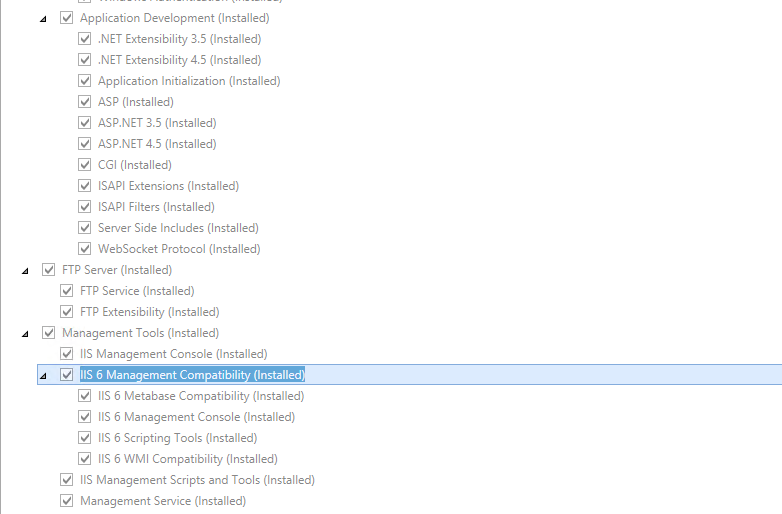 Application Development (Installed)
.NET Extensibility 3.5 (Installed)
.NET Extensibility 4.5 (Installed)
Application Initialization (Installed)
ASP (Installed)
ASP.NET 3.5 (Installed)
ASP.NET 4.5 (Installed)
CGI (Installed)
ISAPI Extensions (Installed)
ISAPI Filters (Installed)
Server Side Includes (Installed)
WebSocket Protocol (Installed)
FTP Server (Installed)
FTP Service (Installed)
FTP Extensibility (Installed)
Management Tools (Installed)
IIS Management Console (Installed)
IIS 6 Management Compatibility (Installed)
IIS 6 Metabase Compatibility (Installed)
IIS 6 Management Console (Installed)
IIS 6 Scripting Tools (Installed)
IIS 6 WMI Compatibility (Installed)
IIS Management Scripts and Tools (Installed)
Management Service (Installed)